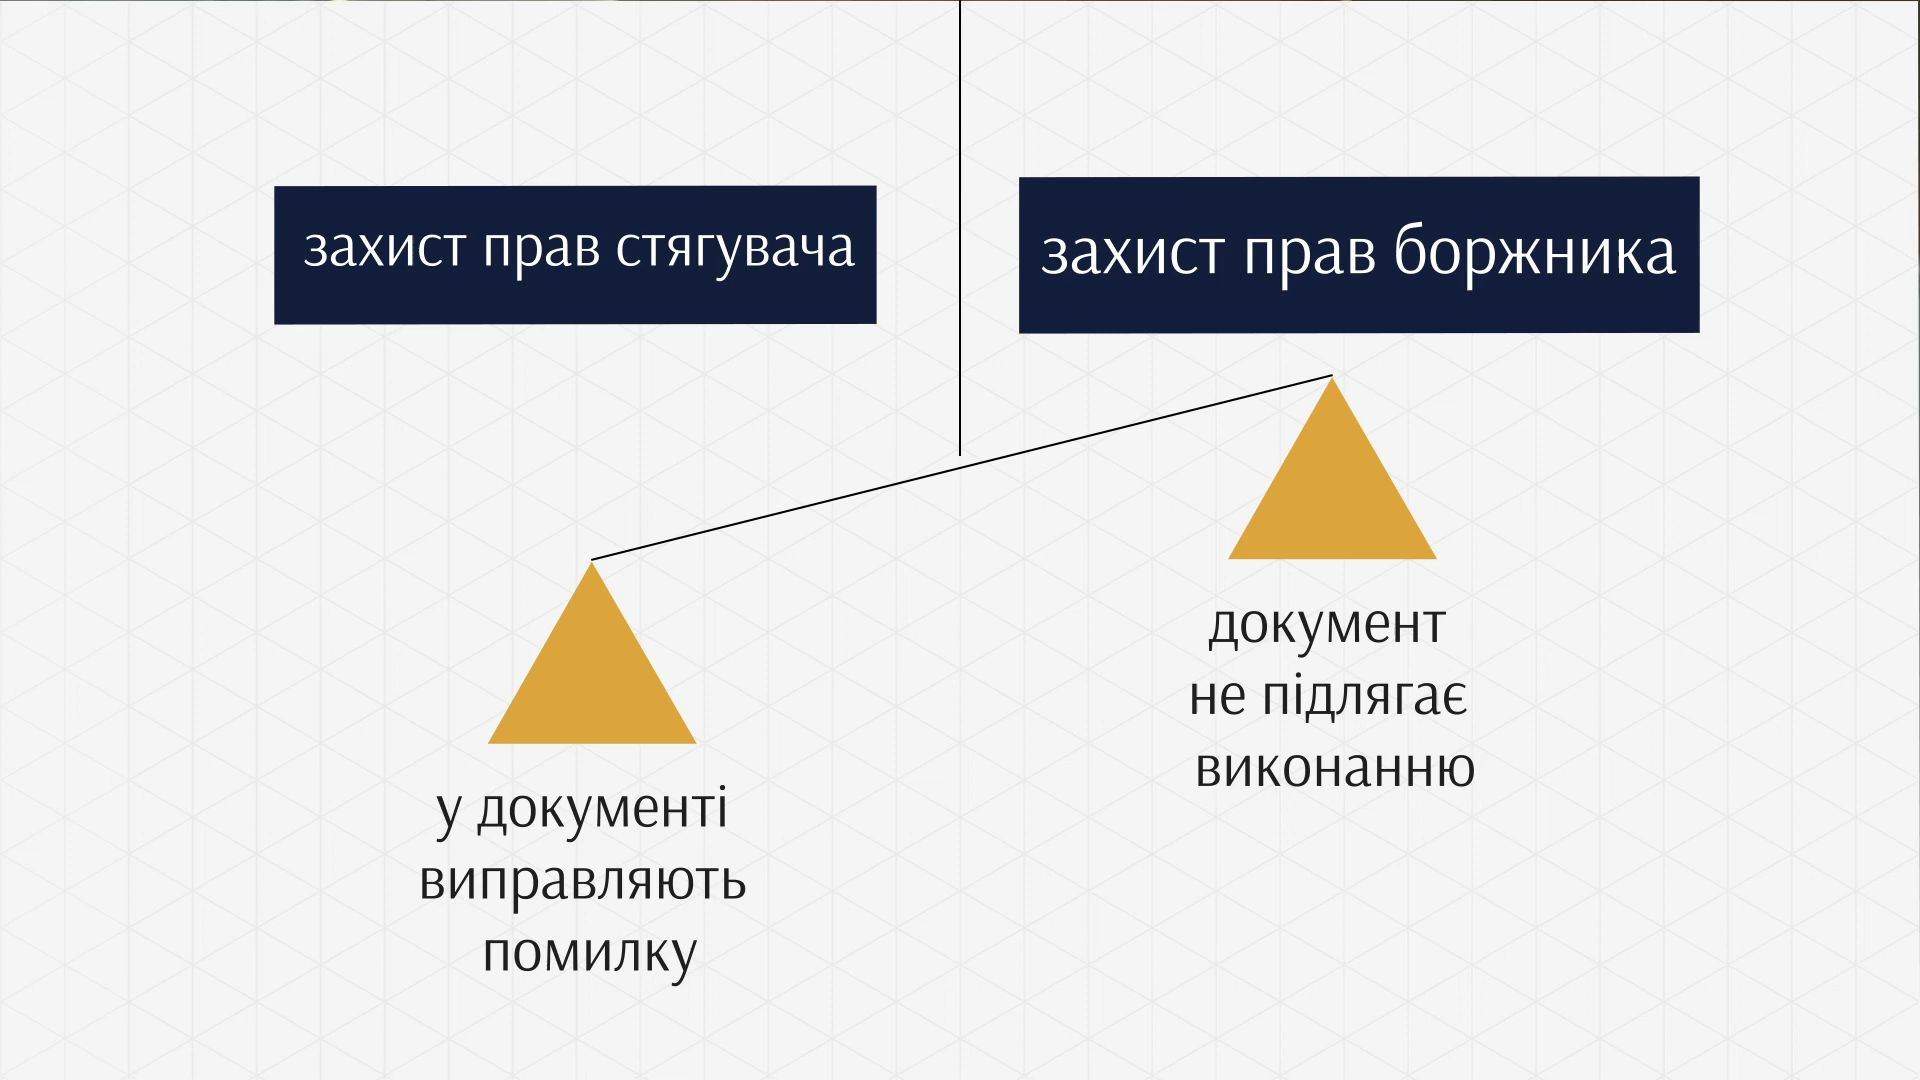 захист прав стягувача
захист прав боржника
у документі
виправляють
помилку
документ
не підлягає
виконанню